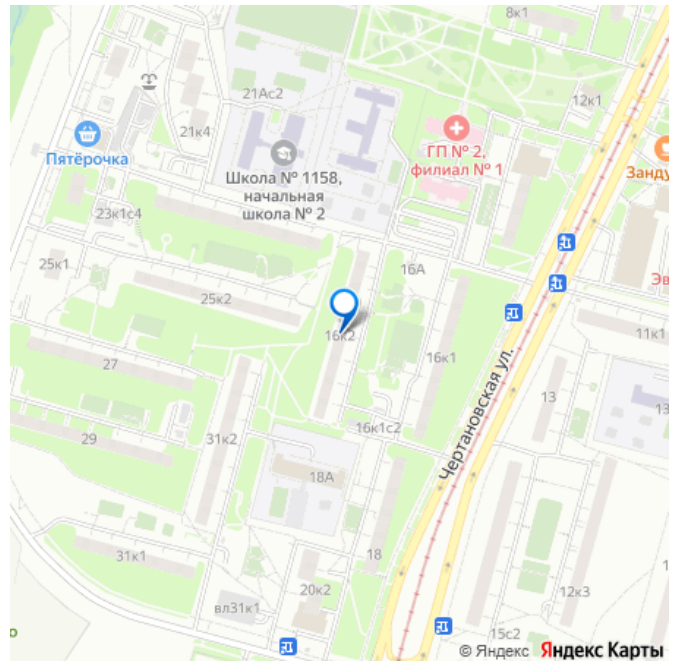 8к1
12к1
21Ас2
21к4
Пятёрочка
ГП № 2,
филиал № 1
Школа № 1158,
начальная
школа № 2
Занду
23к1с4
16А
25к1
25к2
Эв
16к2
11к1
16к1
27
Чертановская ул.
13
13
16к1с2
29
31к2
18А
18
31к1
20к2
12к3
1
вл31к1
15с2
о
© Яндекс Яндекс Карты